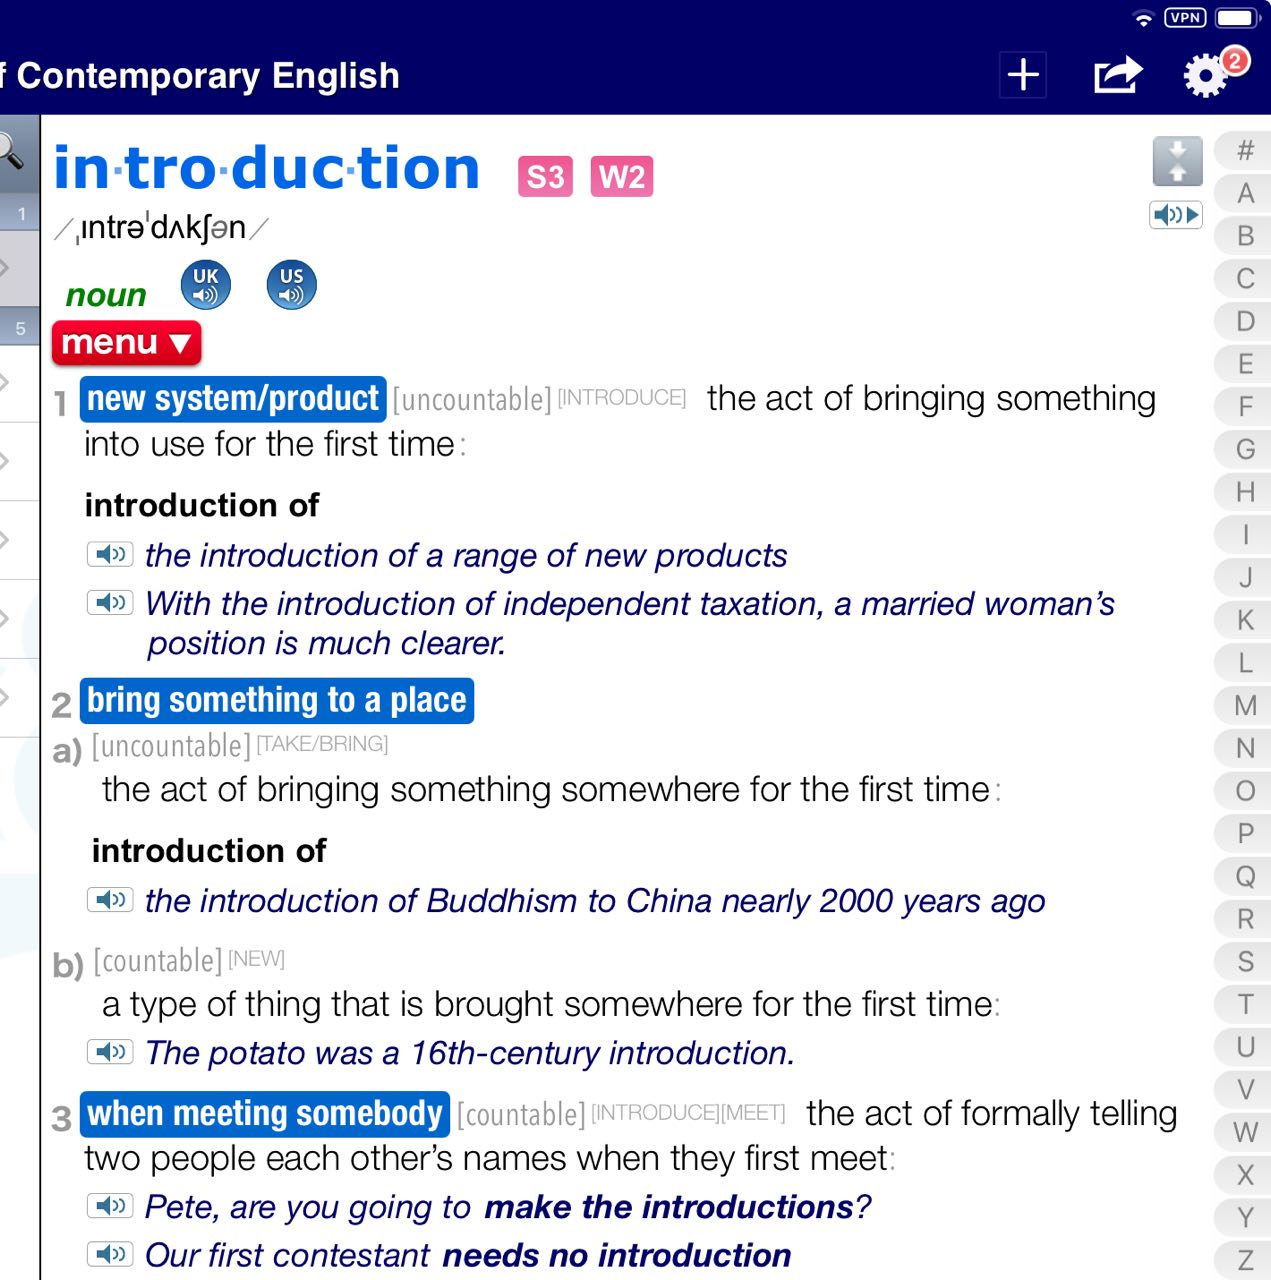 VPN
f Contemporary English
2
in·tro·duc·tion S3 W2
/ˌɪntrəˈdʌkʃən/
noun UK US
menu ▼
1
5
1 new system/product [uncountable] [INTRODUCE] the act of bringing something
into use for the first time:
introduction of
the introduction of a range of new products
With the introduction of independent taxation, a married woman’s
position is much clearer.
2 bring something to a place
a) [uncountable] [TAKE/BRING]
the act of bringing something somewhere for the first time:
introduction of
the introduction of Buddhism to China nearly 2000 years ago
b) [countable] [NEW]
a type of thing that is brought somewhere for the first time:
The potato was a 16th-century introduction.
3 when meeting somebody [countable] [INTRODUCE][MEET] the act of formally telling
two people each other’s names when they first meet:
Pete, are you going to make the introductions?
Our first contestant needs no introduction
#
A
B
C
D
E
F
G
H
I
J
K
L
M
N
O
P
Q
R
S
T
U
V
W
X
Y
Z